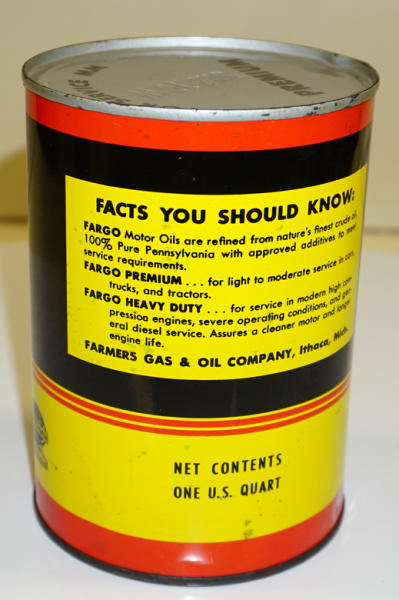 PREMIUM
FACTS YOU SHOULD KNOW:
FARGO Motor Oils are refined from nature's finest crude oil,
100% Pure Pennsylvania with approved additives to meet
service requirements.
FARGO PREMIUM . . . for light to moderate service in cars,
trucks, and tractors.
FARGO HEAVY DUTY . . . for service in modern high com-
pression engines, severe operating conditions, and gen-
eral diesel service. Assures a cleaner motor and longer
engine life.
FARMERS GAS & OIL COMPANY, Ithaca, Mich.
NET CONTENTS
ONE U.S. QUART